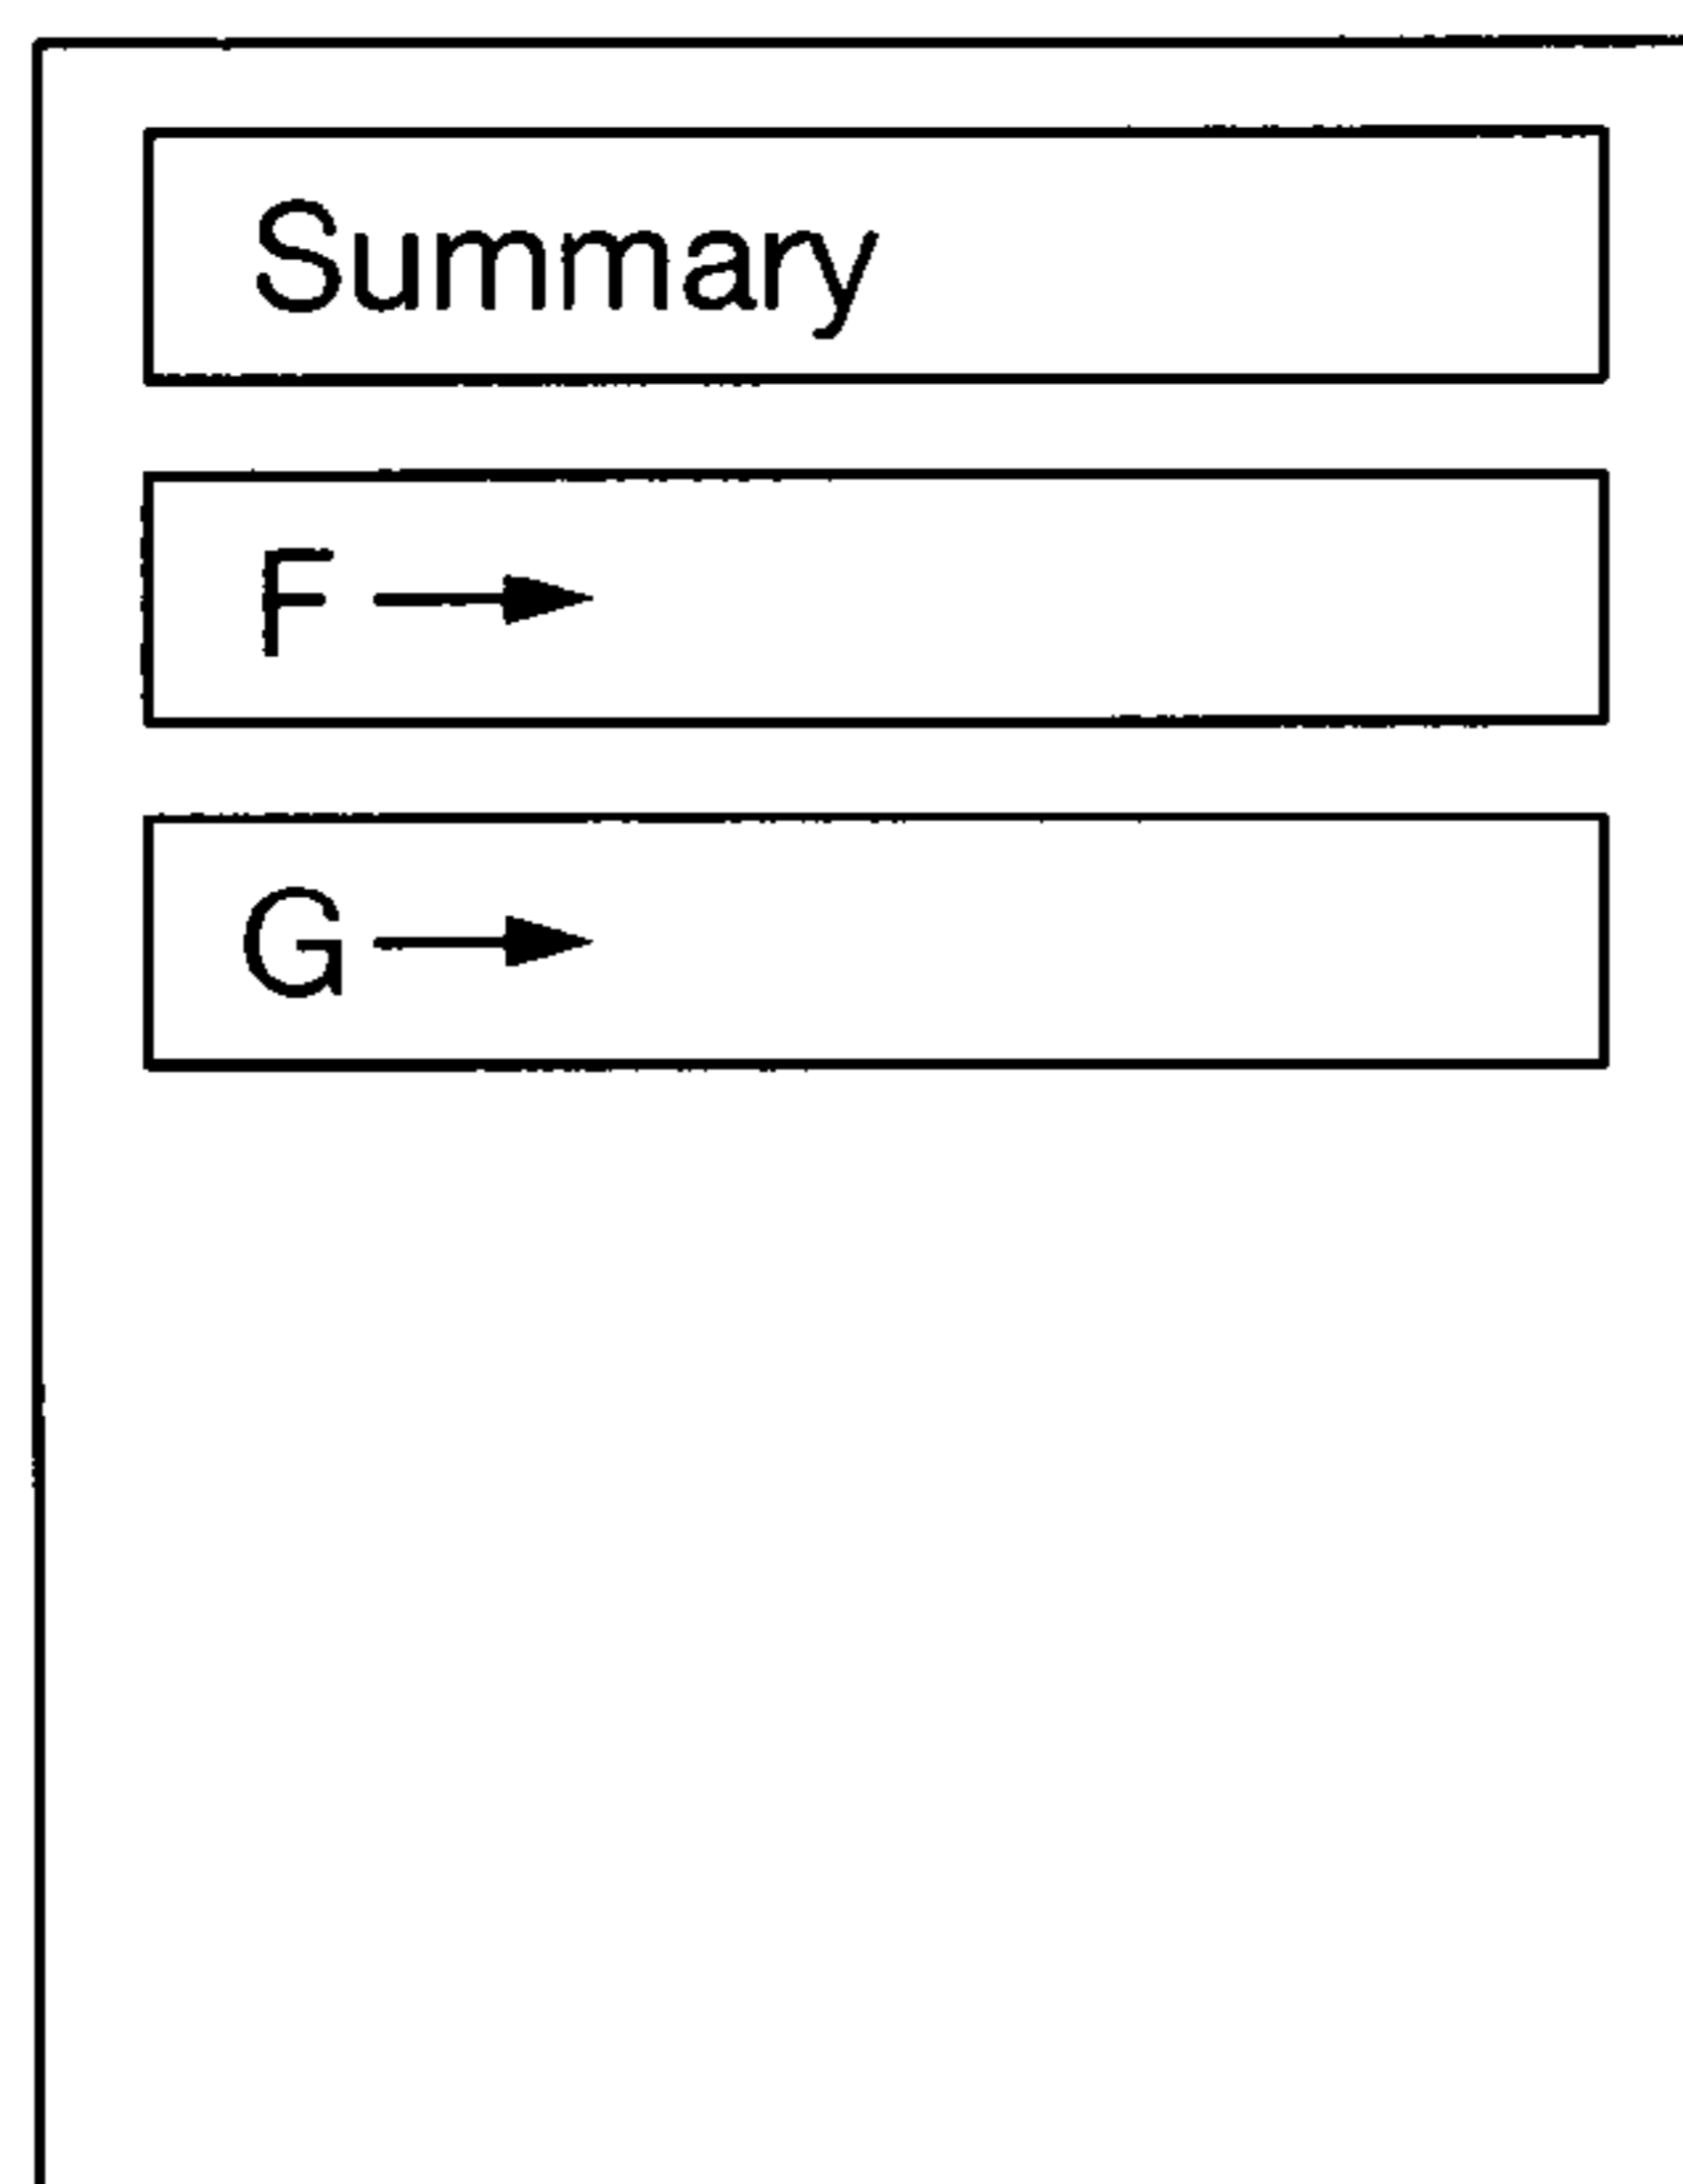 Summary
F →
G →